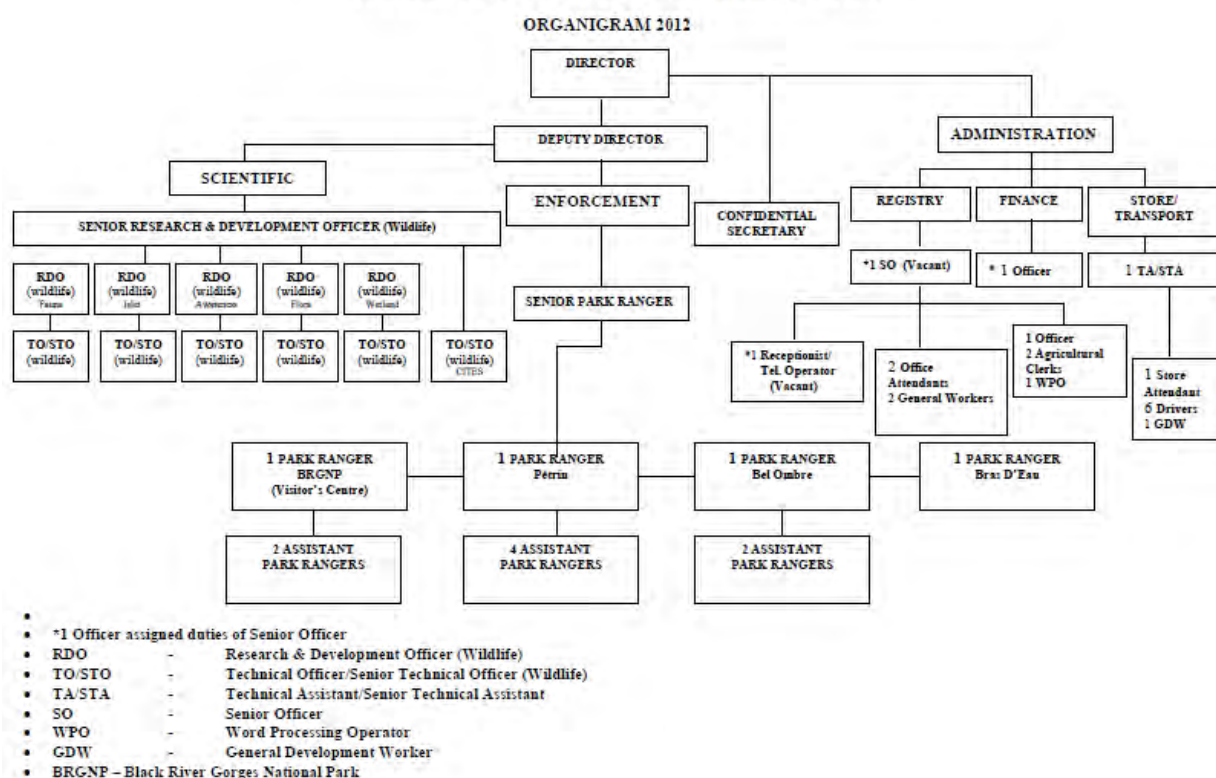 ORGANIGRAM 2012
DIRECTOR
DEPUTY DIRECTOR
ADMINISTRATION
SCIENTIFIC
ENFORCEMENT
CONFIDENTIAL
SECRETARY
REGISTRY
FINANCE
STORE/
TRANSPORT
SENIOR RESEARCH & DEVELOPMENT OFFICER (Wildlife)
*1 SO (Vacant)
* 1 Officer
1 TA/STA
RDO
(wildlife)
Fauna
RDO
(wildlife)
Islet
RDO
(wildlife)
Awareness
RDO
(wildlife)
Flora
RDO
(wildlife)
Wetland
SENIOR PARK RANGER
TO/STO
(wildlife)
TO/STO
(wildlife)
TO/STO
(wildlife)
TO/STO
(wildlife)
TO/STO
(wildlife)
TO/STO
(wildlife)
CITES
*1 Receptionist/
Tel. Operator
(Vacant)
2 Office
Attendants
2 General Workers
1 Officer
2 Agricultural
Clerks
1 WPO
1 Store
Attendant
6 Drivers
1 GDW
1 PARK RANGER
BRGNP
(Visitor's Centre)
1 PARK RANGER
Pétrin
1 PARK RANGER
Bel Ombre
1 PARK RANGER
Bras D'Eau
2 ASSISTANT
PARK RANGERS
4 ASSISTANT
PARK RANGERS
2 ASSISTANT
PARK RANGERS
• *1 Officer assigned duties of Senior Officer
• RDO - Research & Development Officer (Wildlife)
• TO/STO - Technical Officer/Senior Technical Officer (Wildlife)
• TA/STA - Technical Assistant/Senior Technical Assistant
• SO - Senior Officer
• WPO - Word Processing Operator
• GDW - General Development Worker
• BRGNP – Black River Gorges National Park